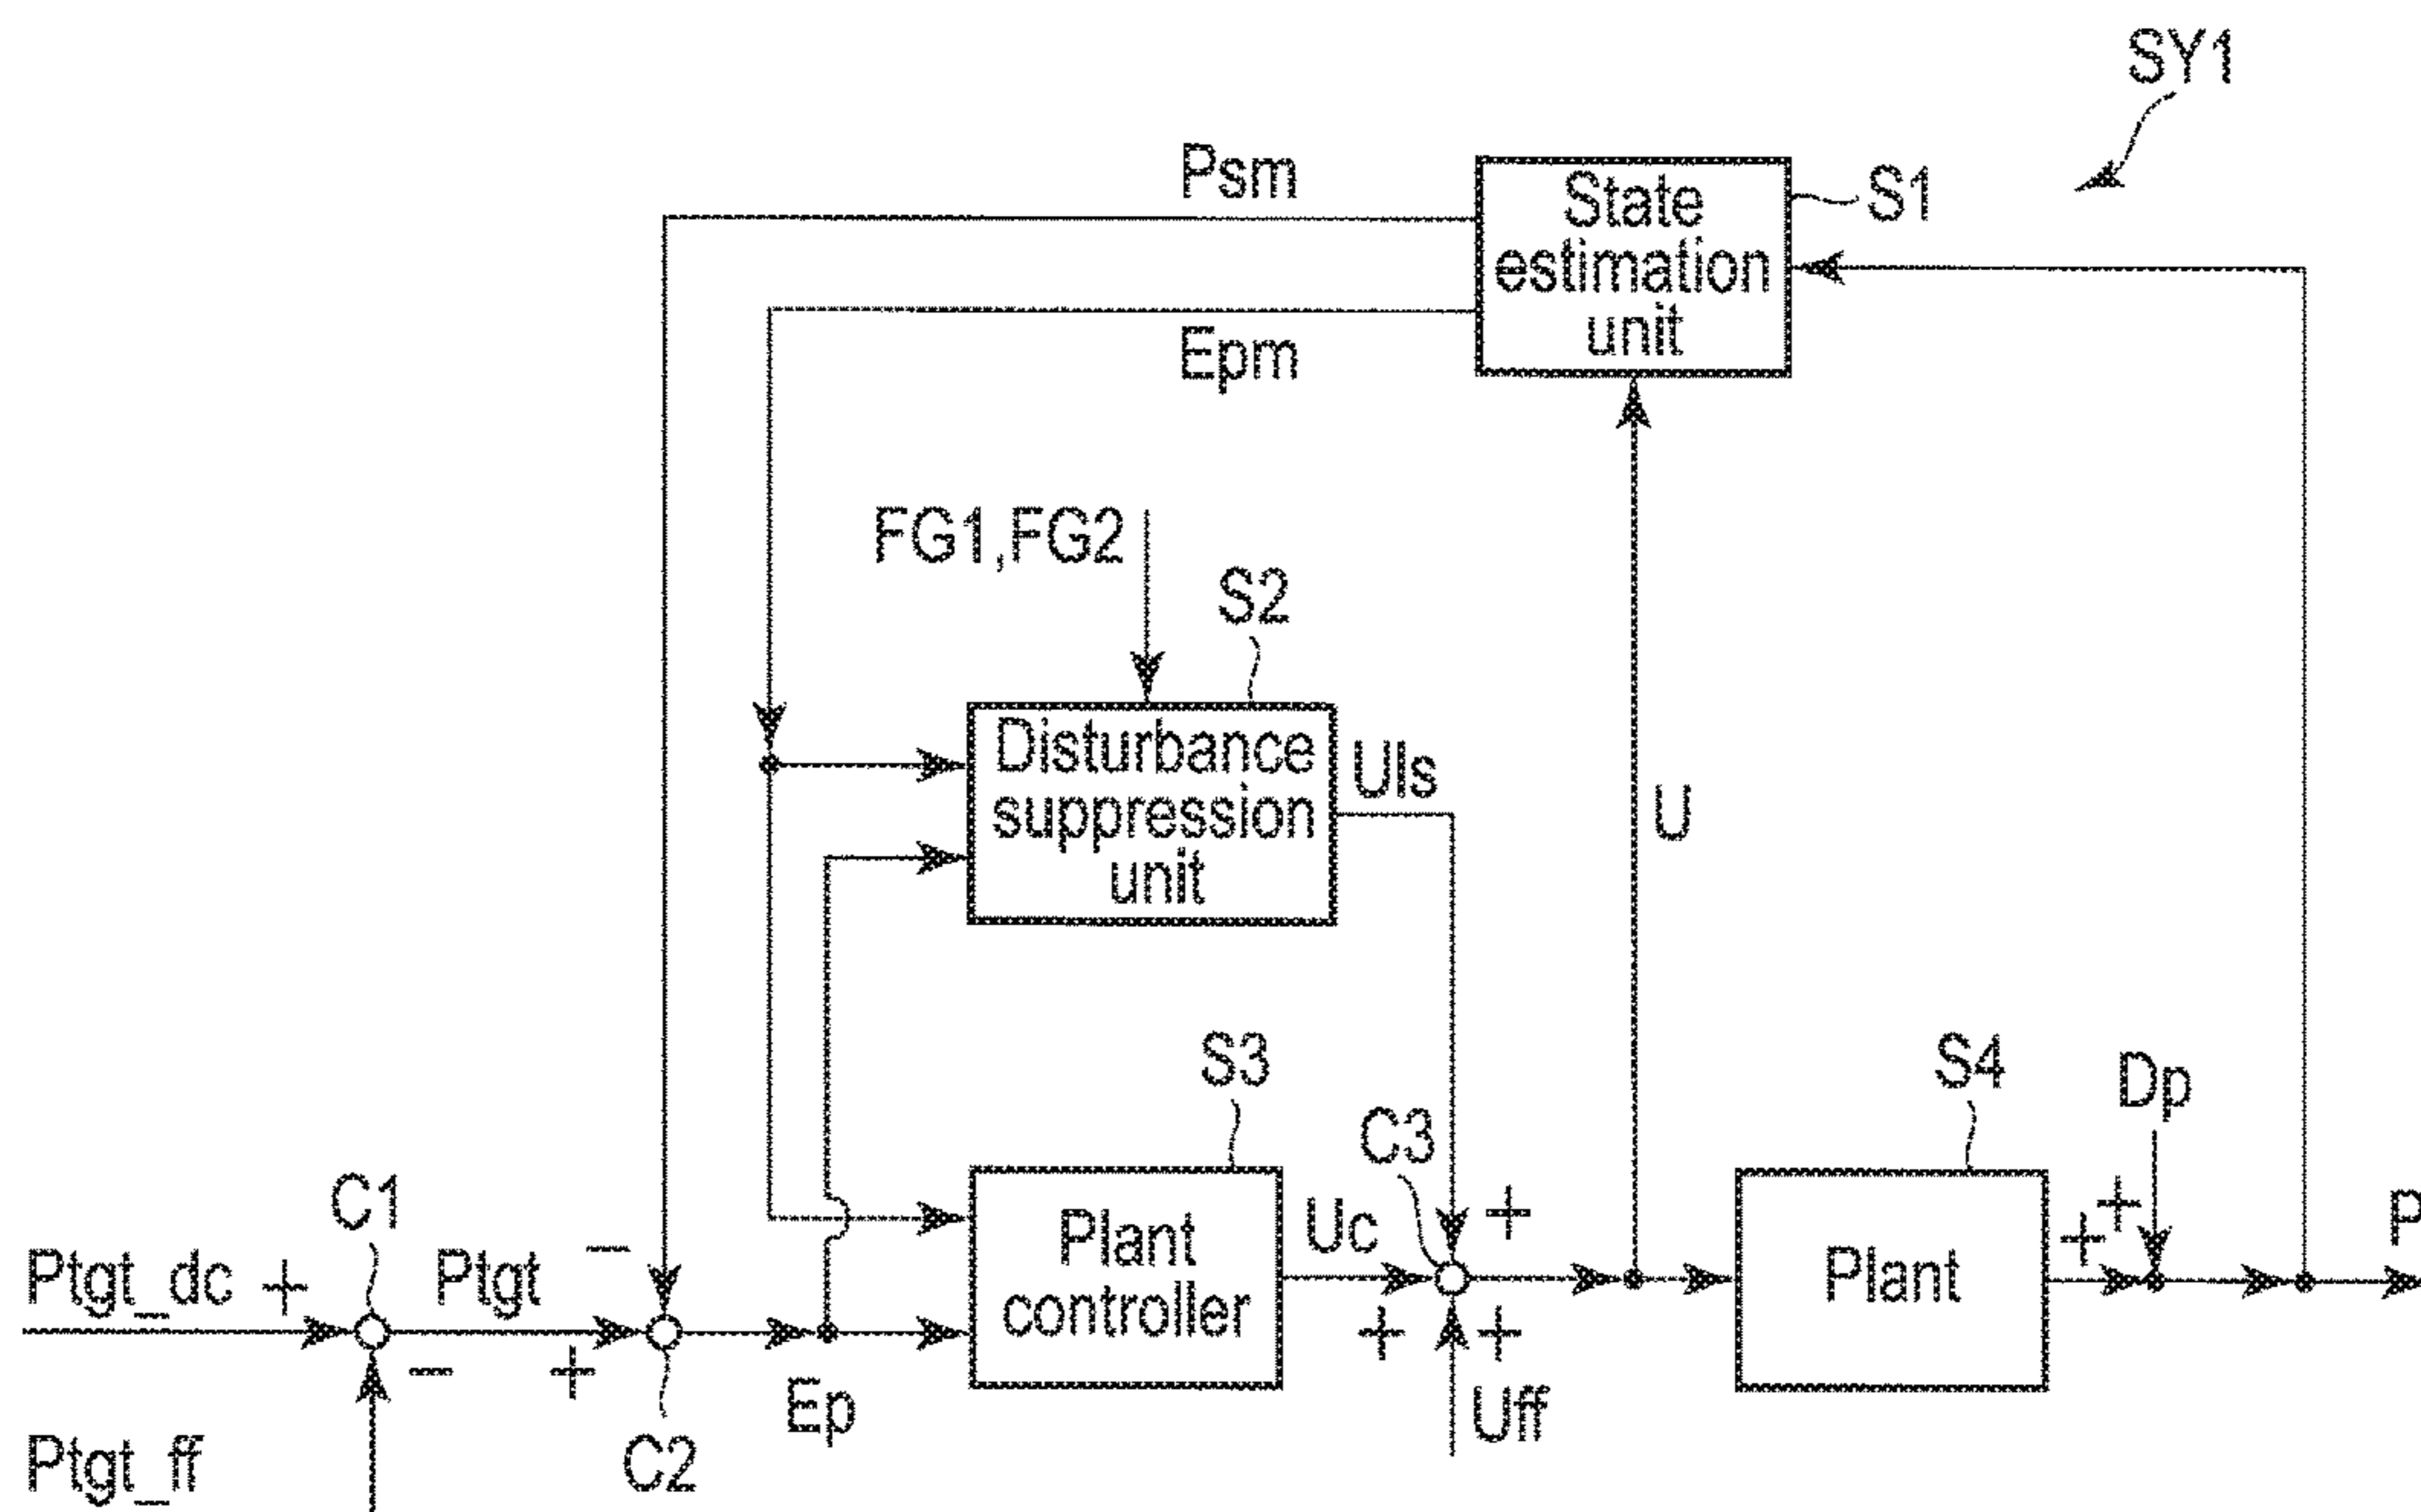 SY1
Psm
State
estimation
unit
S1
Epm
FG1,FG2
S2
Disturbance
suppression
unit
Uls
U
S3
Plant
controller
Uc
C3
+
+
+
Uff
S4
Plant
Dp
+
+
P
C1
Ptgt_dc
+
Ptgt
−
−
+
C2
Ep
Ptgt_ff